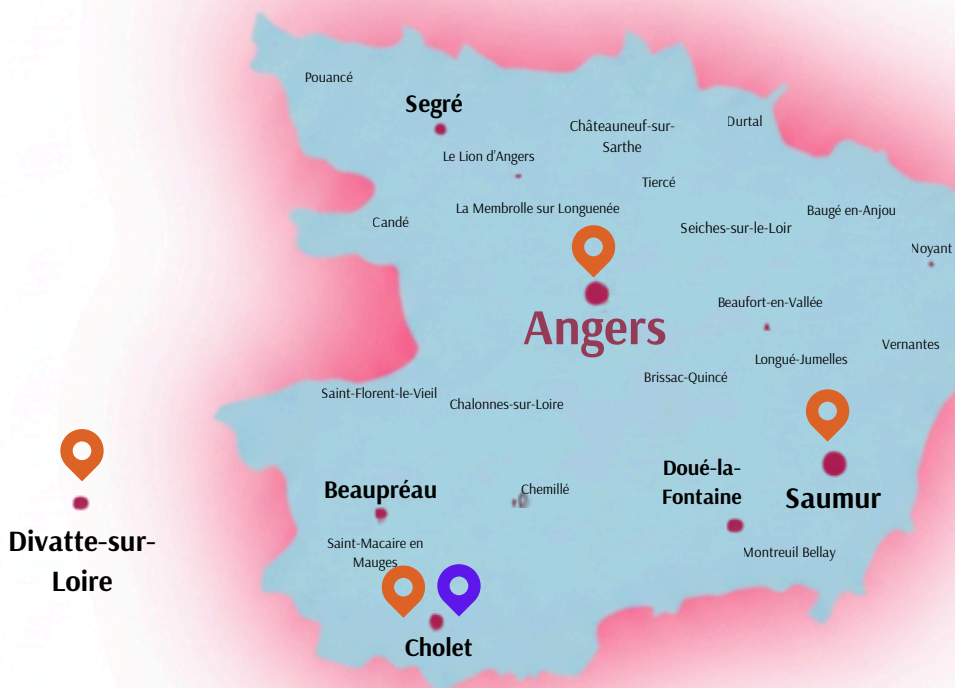 Pouancé
Segré
Châteauneuf-sur-
Sarthe
Durtal
Le Lion d'Angers
Tiercé
La Membrolle sur Longuenée
Baugé en-Anjou
Candé
Seiches-sur-le-Loir
Noyant
Beaufort-en-Vallée
Angers
Vernantes
Longué-Jumelles
Brissac-Quincé
Saint-Florent-le-Vieil
Chalonnes-sur-Loire
Doué-la-
Fontaine
Beaupréau
Chemillé
Saumur
Divatte-sur-
Loire
Saint-Macaire en
Mauges
Montreuil Bellay
Cholet